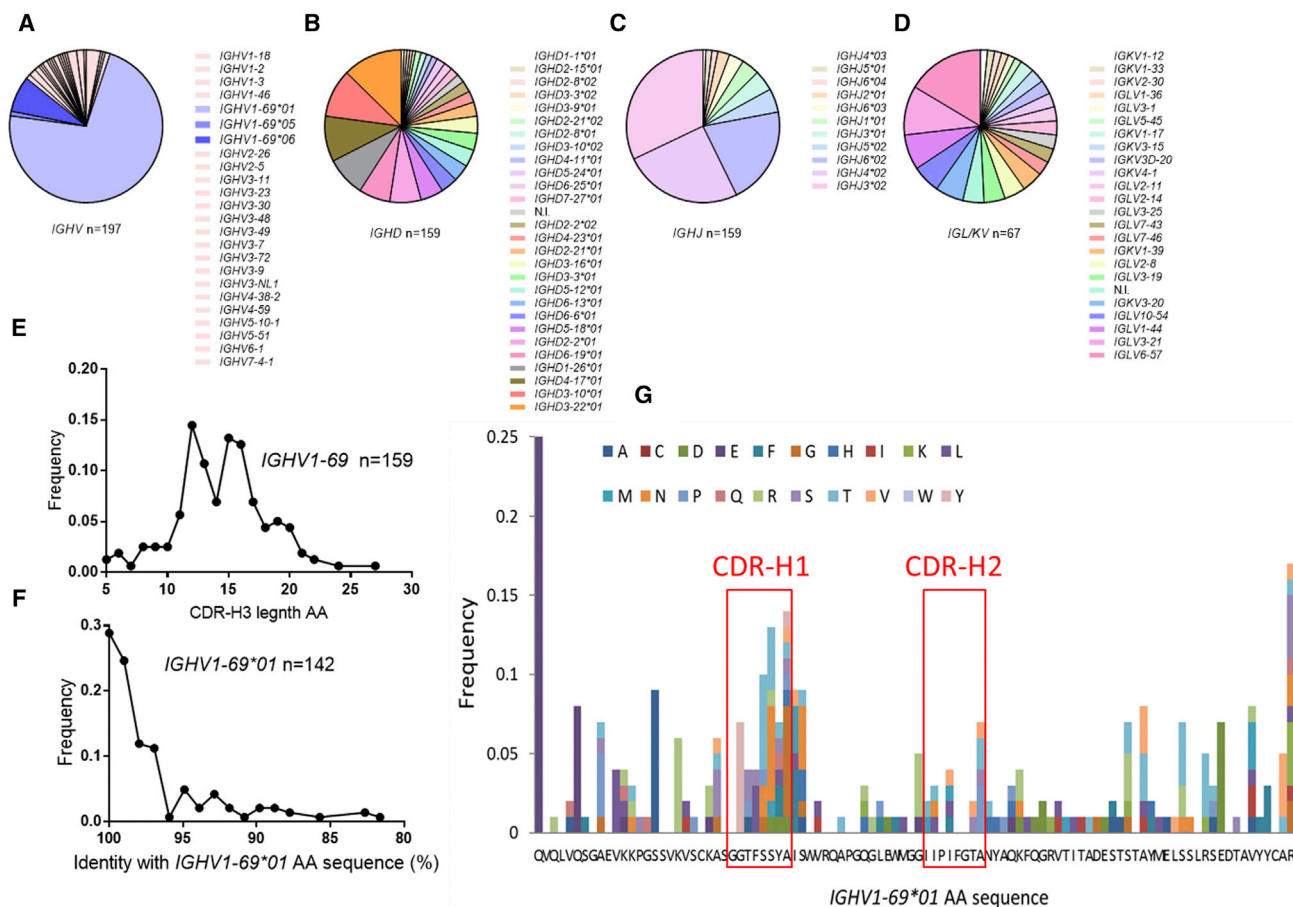 A
IGHV1-18
IGHV1-2
IGHV1-3
IGHV1-46
IGHV1-69*01
IGHV1-69*05
IGHV1-69*06
IGHV2-26
IGHV2-5
IGHV3-11
IGHV3-23
IGHV3-30
IGHV3-48
IGHV3-49
IGHV3-7
IGHV3-72
IGHV3-9
IGHV3-NL1
IGHV4-38-2
IGHV4-59
IGHV5-10-1
IGHV5-51
IGHV6-1
IGHV7-4-1
IGHV n=197
B
IGHD1-1*01
IGHD2-15*01
IGHD2-8*02
IGHD3-3*02
IGHD3-9*01
IGHD2-21*02
IGHD2-8*01
IGHD3-10*02
IGHD4-11*01
IGHD5-24*01
IGHD6-25*01
IGHD7-27*01
N.I.
IGHD2-2*02
IGHD4-23*01
IGHD2-21*01
IGHD3-16*01
IGHD3-3*01
IGHD5-12*01
IGHD6-13*01
IGHD6-6*01
IGHD5-18*01
IGHD2-2*01
IGHD6-19*01
IGHD1-26*01
IGHD4-17*01
IGHD3-10*01
IGHD3-22*01
IGHD n=159
C
IGHJ4*03
IGHJ5*01
IGHJ6*04
IGHJ2*01
IGHJ6*03
IGHJ1*01
IGHJ3*01
IGHJ5*02
IGHJ6*02
IGHJ4*02
IGHJ3*02
IGHJ n=159
D
IGKV1-12
IGKV1-33
IGKV2-30
IGLV1-36
IGLV3-1
IGLV5-45
IGKV1-17
IGKV3-15
IGKV3D-20
IGKV4-1
IGLV2-11
IGLV2-14
IGLV3-25
IGLV7-43
IGLV7-46
IGKV1-39
IGLV2-8
IGLV3-19
N.I.
IGKV3-20
IGLV10-54
IGLV1-44
IGLV3-21
IGLV6-57
IGL/KV n=67
E
0.20
0.15
0.10
0.05
0.00
Frequency
IGHV1-69 n=159
5 10 15 20 25 30
CDR-H3 legnth AA
F
0.3
0.2
0.1
0.0
Frequency
IGHV1-69*01 n=142
100 95 90 85 80
Identity with IGHV1-69*01 AA sequence (%)
G
0.25
0.2
0.15
0.1
0.05
0
Frequency
A C D E F G H I K L
M N P Q R S T V W Y
CDR-H1
CDR-H2
QVQLVQSGAEVKKPGSSVKVSCKASGGTFSSYAISWVRQAPGQGLEWMGGIIPIFGTANYAQKFQGRVTITADESTSTAYMELSSLRSEDTAVYYCAR
IGHV1-69*01 AA sequence